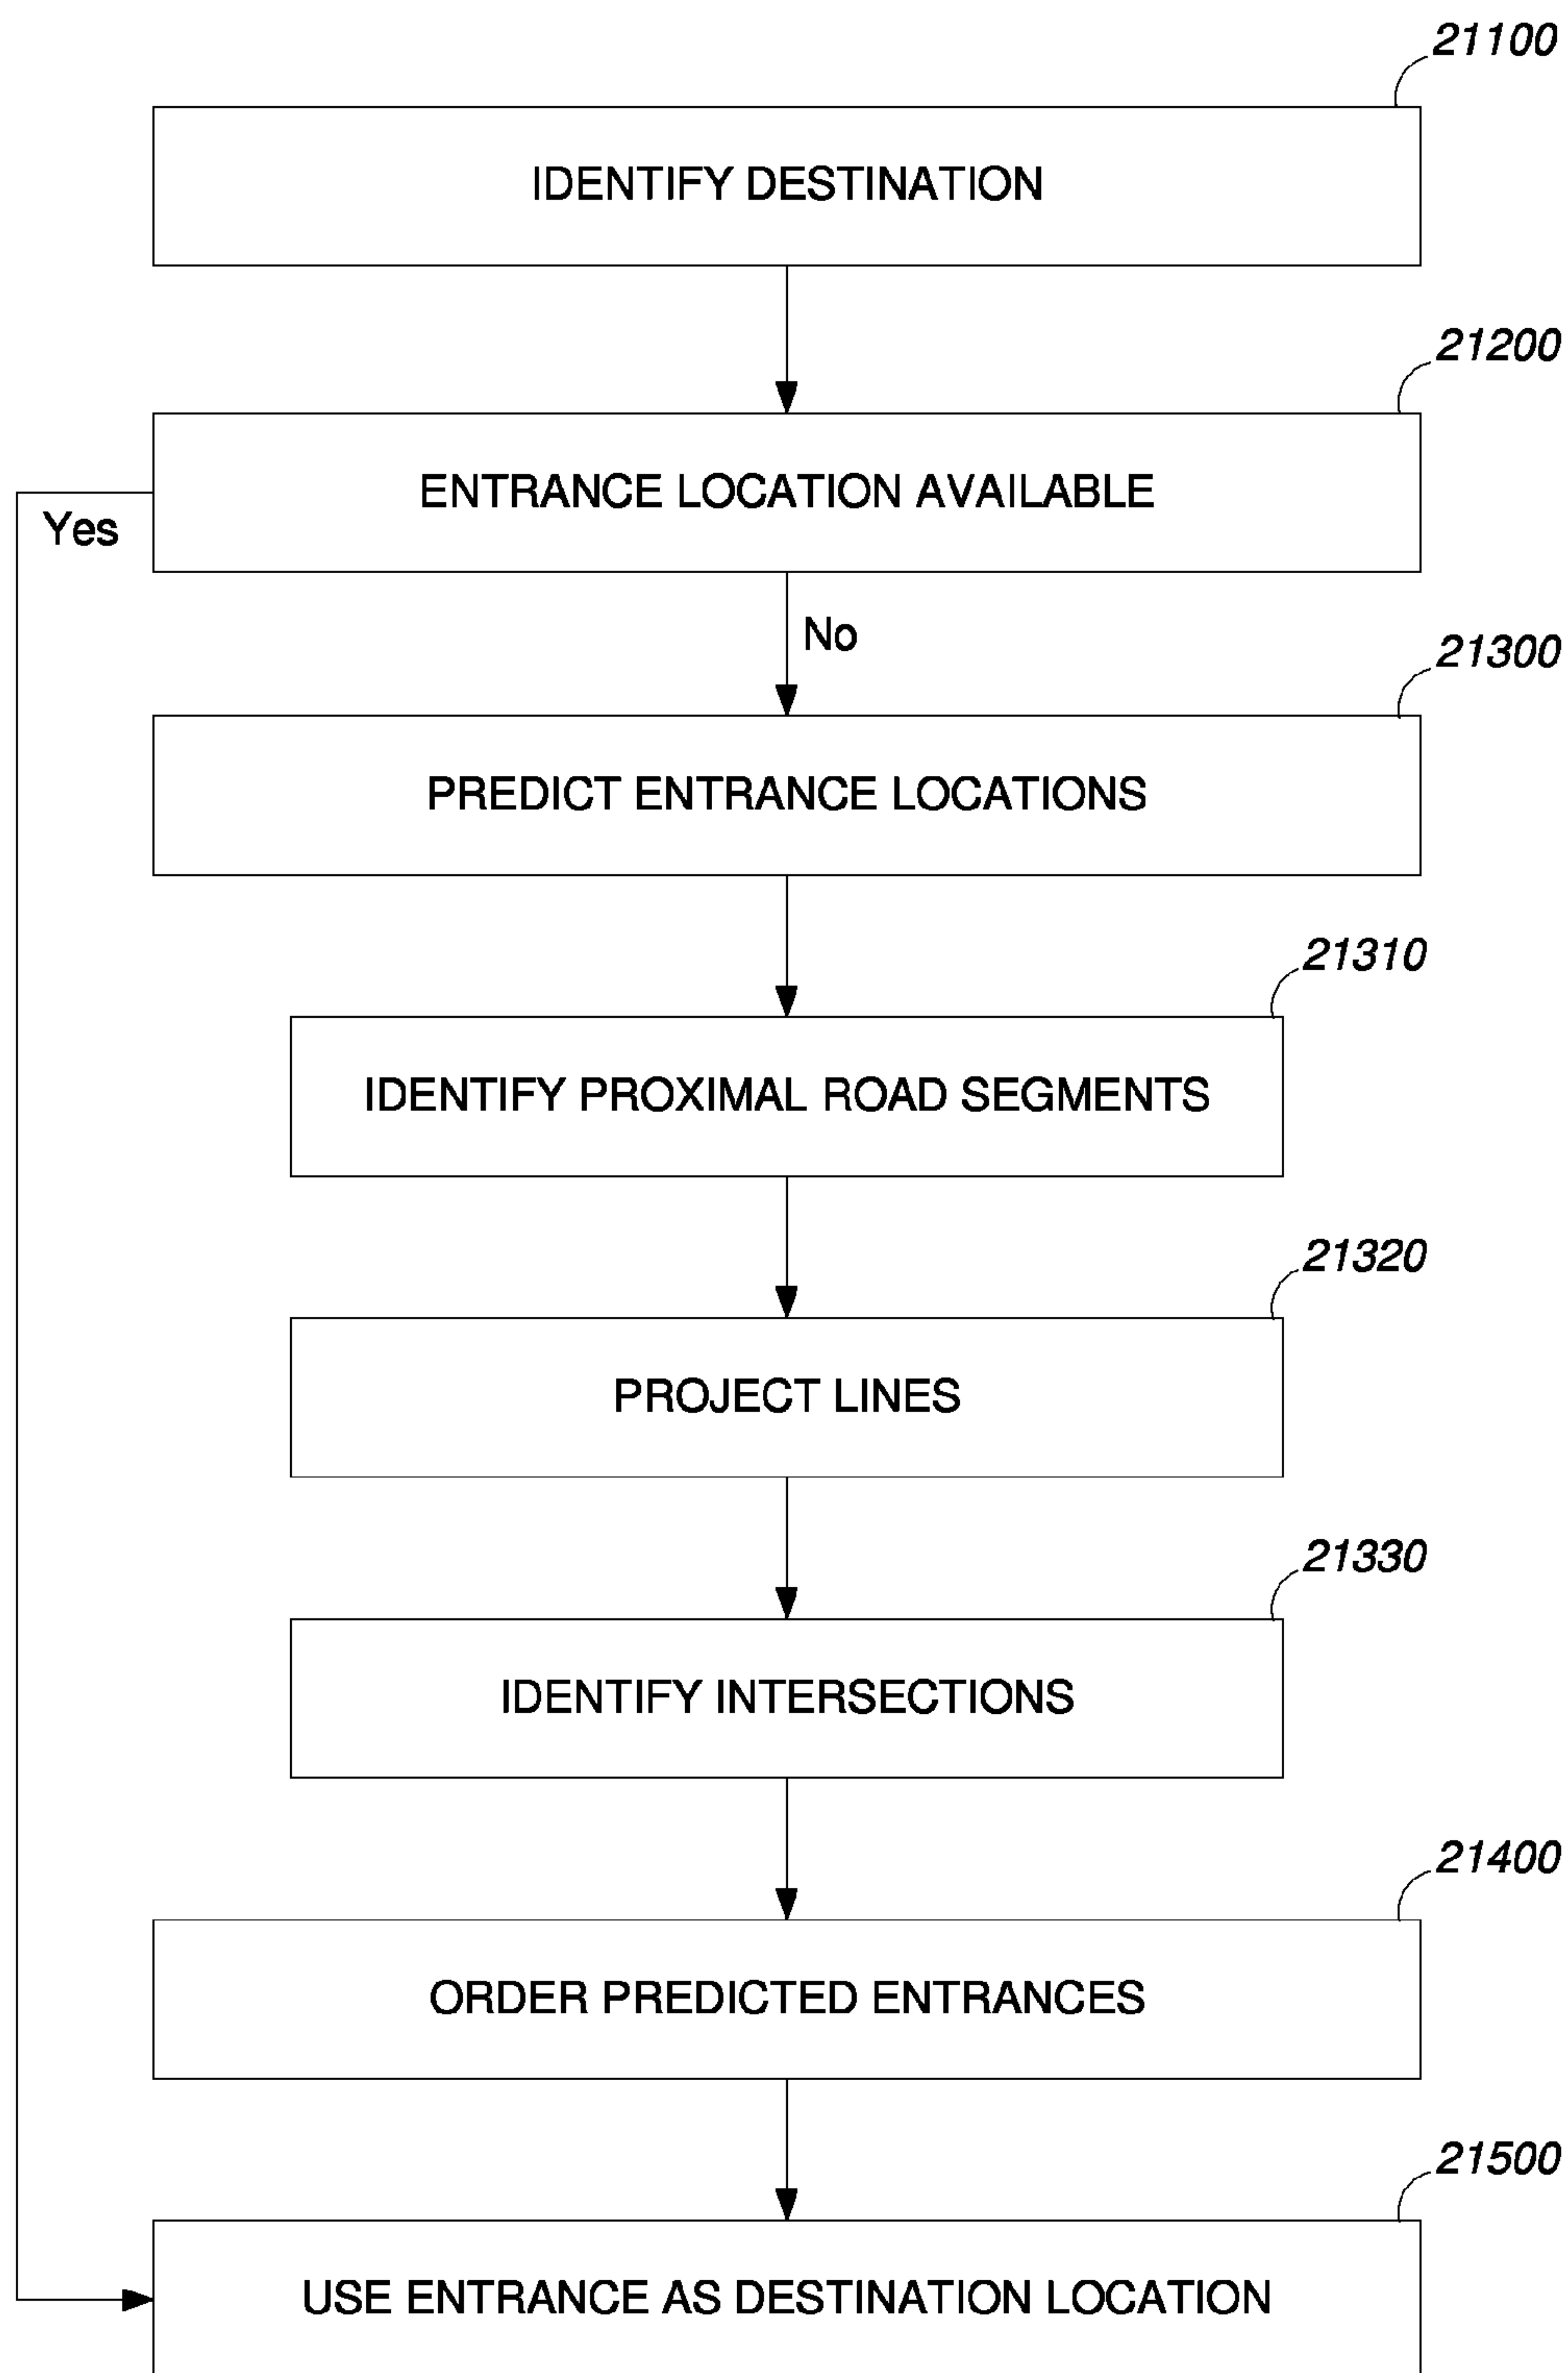 21100
IDENTIFY DESTINATION
21200
ENTRANCE LOCATION AVAILABLE
Yes
No
21300
PREDICT ENTRANCE LOCATIONS
21310
IDENTIFY PROXIMAL ROAD SEGMENTS
21320
PROJECT LINES
21330
IDENTIFY INTERSECTIONS
21400
ORDER PREDICTED ENTRANCES
21500
USE ENTRANCE AS DESTINATION LOCATION